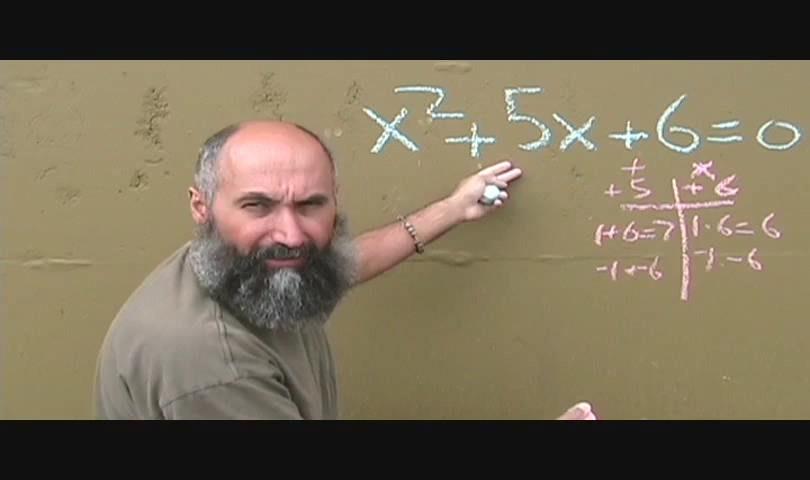 x²+5x+6=0
+ x
+5 +6
1+6=7 1·6=6
-1+-6 -1·-6